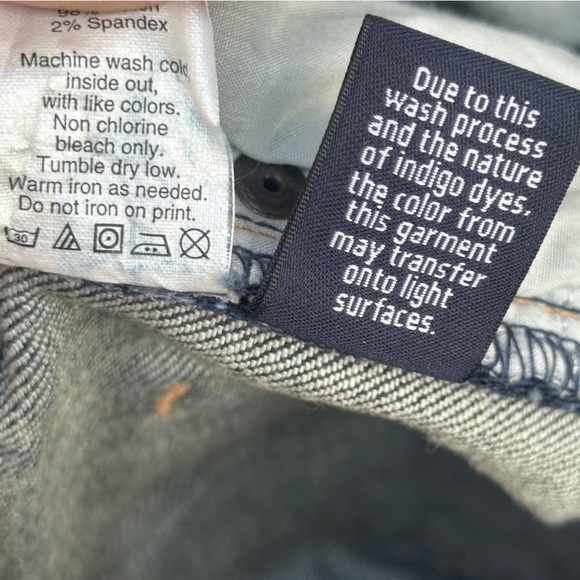 2% Spandex
Machine wash cold
inside out,
with like colors.
Non chlorine
bleach only.
Tumble dry low.
Warm iron as needed.
Do not iron on print.
30
Due to this
wash process
and the nature
of indigo dyes,
the color from
this garment
may transfer
onto light
surfaces.